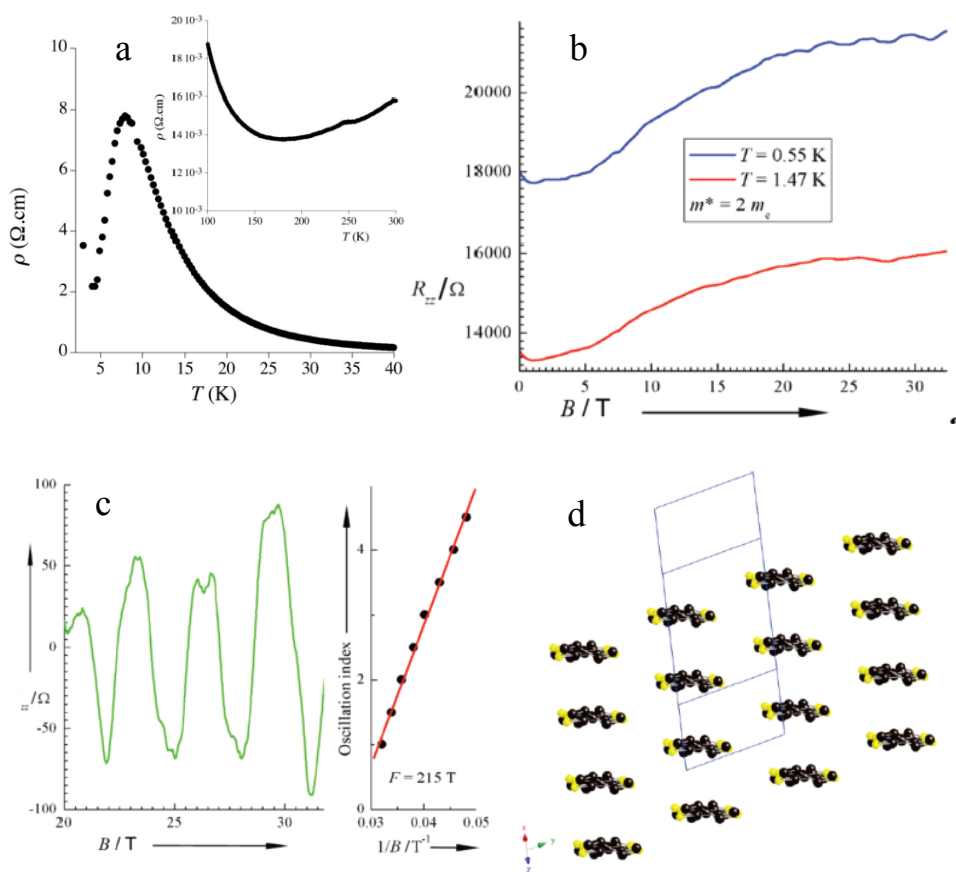 a
10
8
6
4
2
0
ρ (Ω.cm)
5 10 15 20 25 30 35 40
T (K)
20 10⁻³
18 10⁻³
16 10⁻³
14 10⁻³
12 10⁻³
10 10⁻³
ρ (Ω.cm)
100 150 200 250 300
T (K)
b
20000
18000
16000
14000
R_zz/Ω
T = 0.55 K
T = 1.47 K
m* = 2 m_e
0 5 10 15 20 25 30
B / T
c
100
50
0
-50
-100
/Ω
20 25 30
B / T
Oscillation index
4
2
0
F = 215 T
0.03 0.04 0.05
1/B /T⁻¹
d
x
y
z